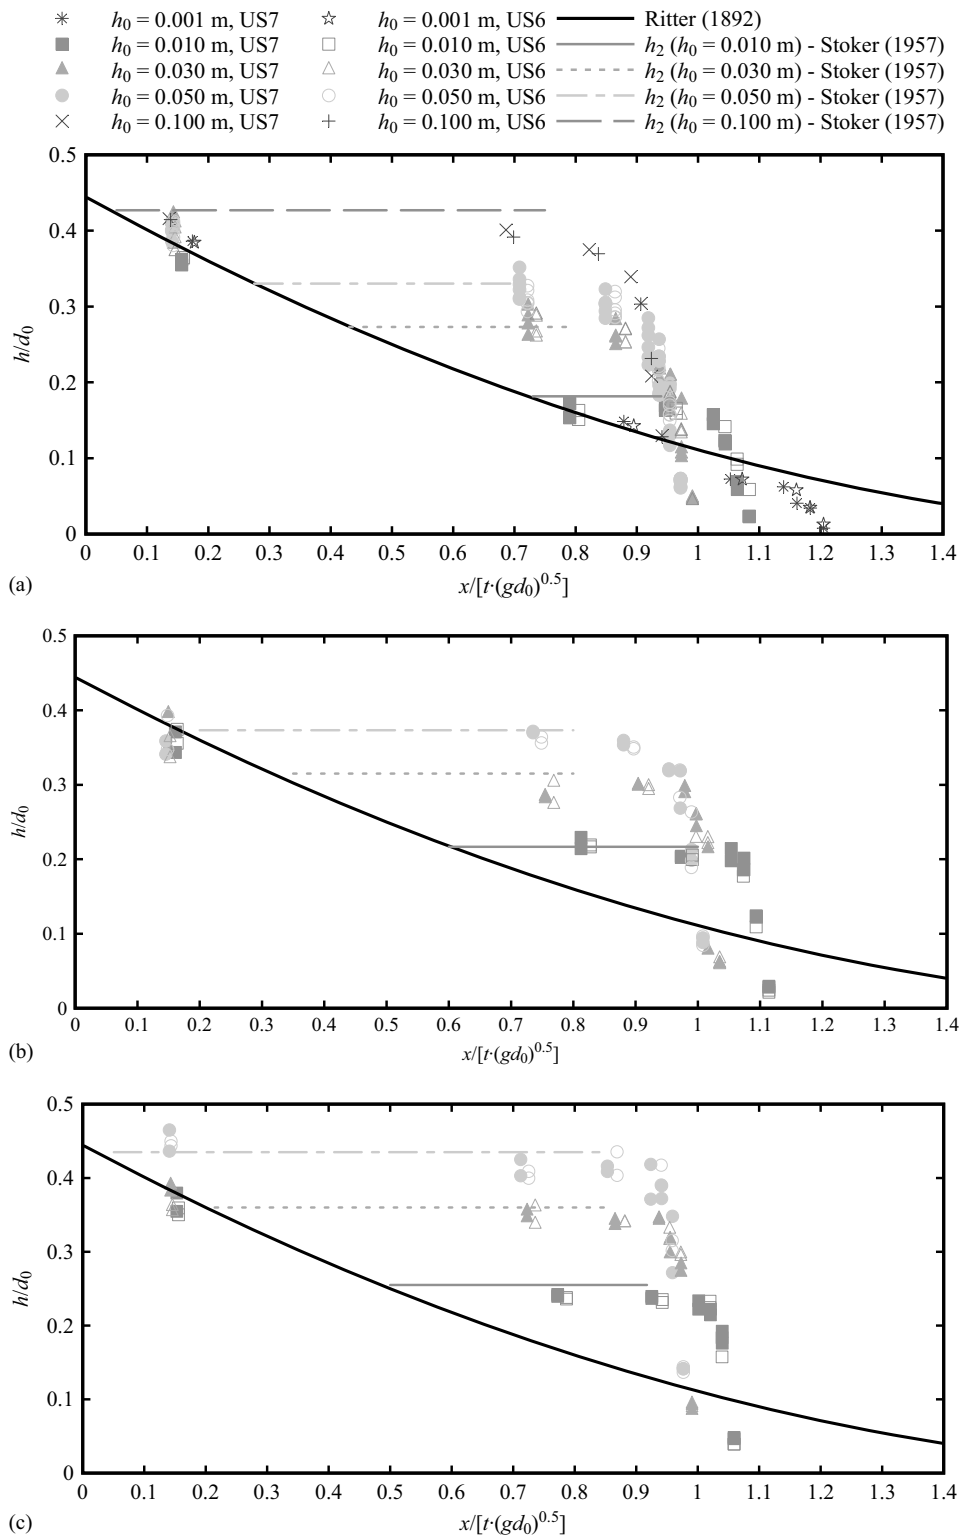 h0 = 0.001 m, US7 h0 = 0.001 m, US6 Ritter (1892)
h0 = 0.010 m, US7 h0 = 0.010 m, US6 h2 (h0 = 0.010 m) - Stoker (1957)
h0 = 0.030 m, US7 h0 = 0.030 m, US6 h2 (h0 = 0.030 m) - Stoker (1957)
h0 = 0.050 m, US7 h0 = 0.050 m, US6 h2 (h0 = 0.050 m) - Stoker (1957)
h0 = 0.100 m, US7 h0 = 0.100 m, US6 h2 (h0 = 0.100 m) - Stoker (1957)
0.5
0.4
0.3
h/d0
0.2
0.1
0
0 0.1 0.2 0.3 0.4 0.5 0.6 0.7 0.8 0.9 1 1.1 1.2 1.3 1.4
(a) x/[t·(gd0)^0.5]
0.5
0.4
0.3
h/d0
0.2
0.1
0
0 0.1 0.2 0.3 0.4 0.5 0.6 0.7 0.8 0.9 1 1.1 1.2 1.3 1.4
(b) x/[t·(gd0)^0.5]
0.5
0.4
0.3
h/d0
0.2
0.1
0
0 0.1 0.2 0.3 0.4 0.5 0.6 0.7 0.8 0.9 1 1.1 1.2 1.3 1.4
(c) x/[t·(gd0)^0.5]